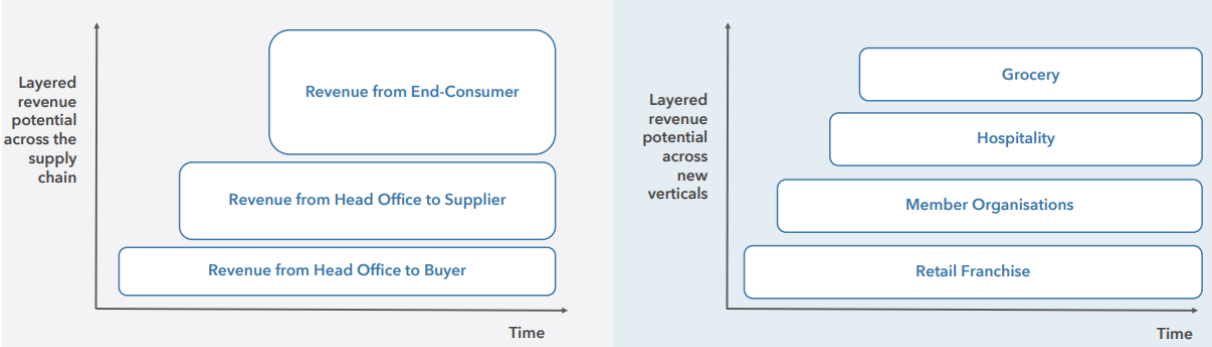 Layered
revenue
potential
across the
supply
chain
Revenue from End-Consumer
Revenue from Head Office to Supplier
Revenue from Head Office to Buyer
Time
Layered
revenue
potential
across
new
verticals
Grocery
Hospitality
Member Organisations
Retail Franchise
Time